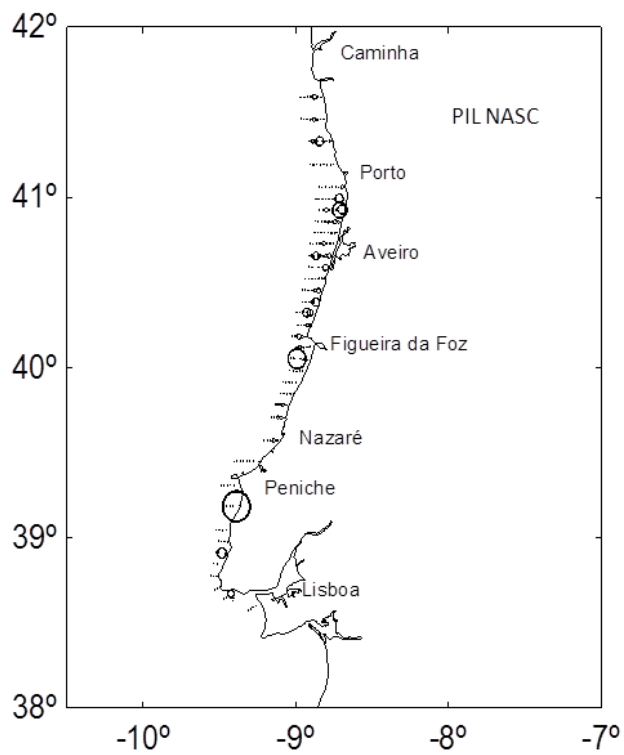 42º
Caminha
PIL NASC
Porto
41º
Aveiro
Figueira da Foz
40º
Nazaré
Peniche
39º
Lisboa
38º
-10º -9º -8º -7º